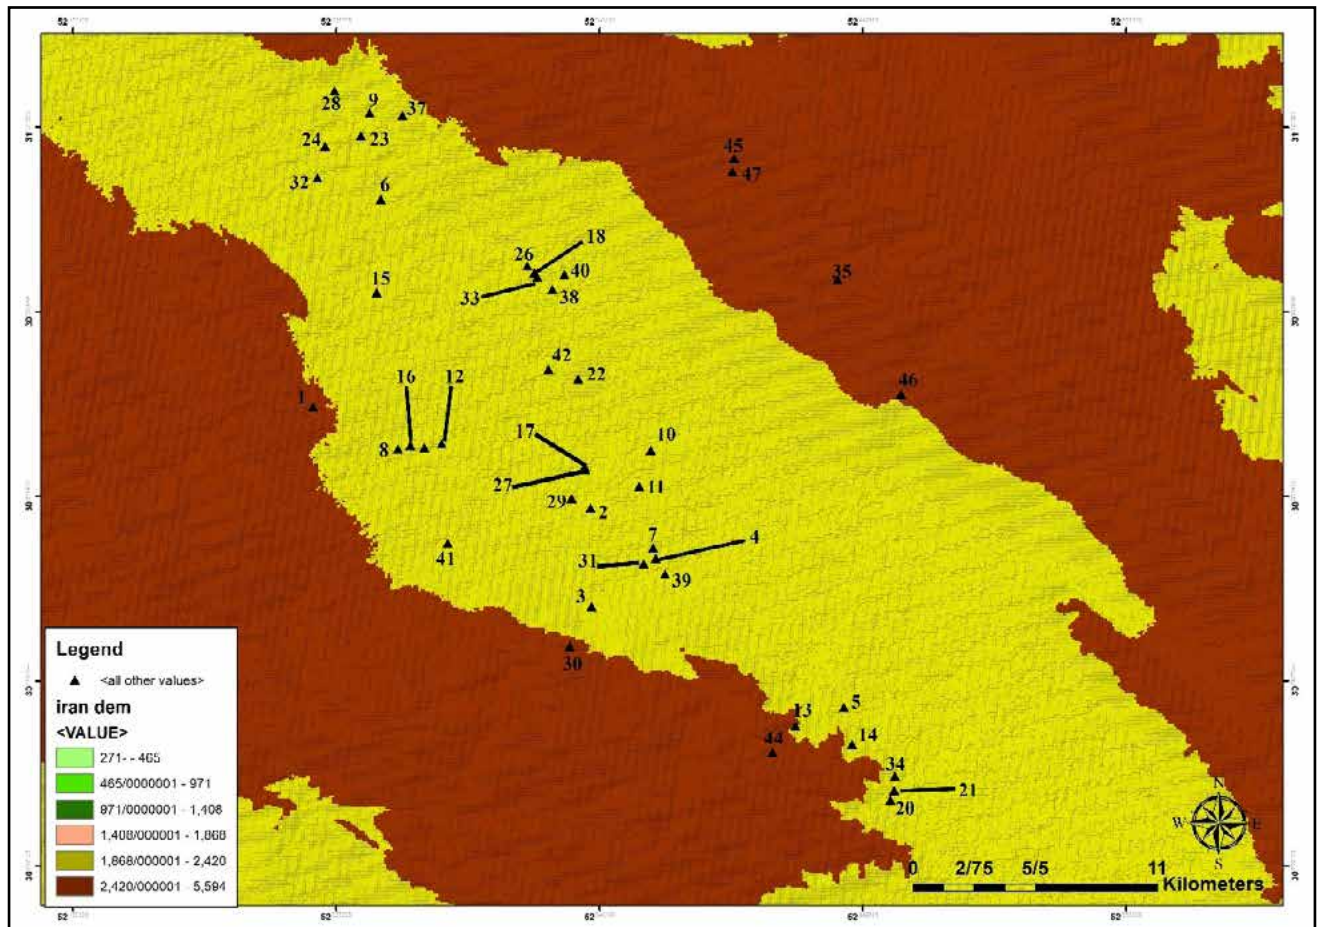 28
9
37
24
23
32
6
45
47
18
26
40
33
38
15
35
42
22
16
12
1
46
8
17
10
27
11
29
2
7
4
41
31
39
3
30
13
5
44
14
34
21
20
Legend
<all other values>
iran dem
<VALUE>
271- - 465
465/0000001 - 971
971/0000001 - 1,408
1,408/000001 - 1,868
1,868/000001 - 2,420
2,420/000001 - 5,594
N
W
E
S
0 2/75 5/5 11
Kilometers